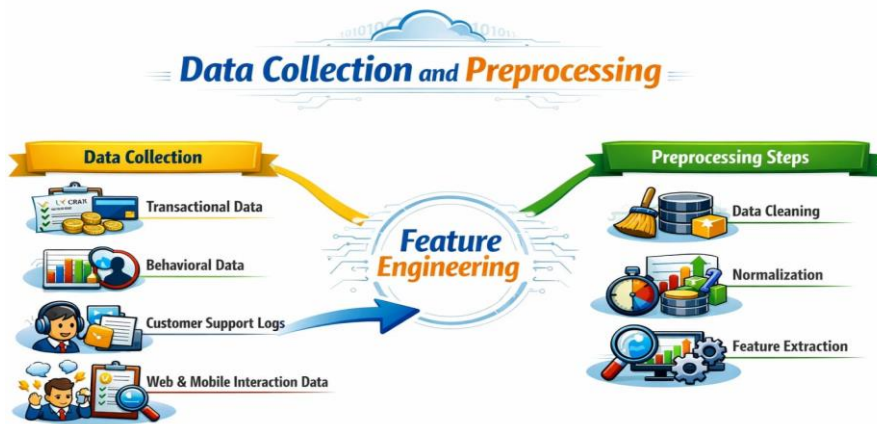 Data Collection and Preprocessing
Data Collection
Transactional Data
Behavioral Data
Customer Support Logs
Web & Mobile Interaction Data
Feature
Engineering
Preprocessing Steps
Data Cleaning
Normalization
Feature Extraction